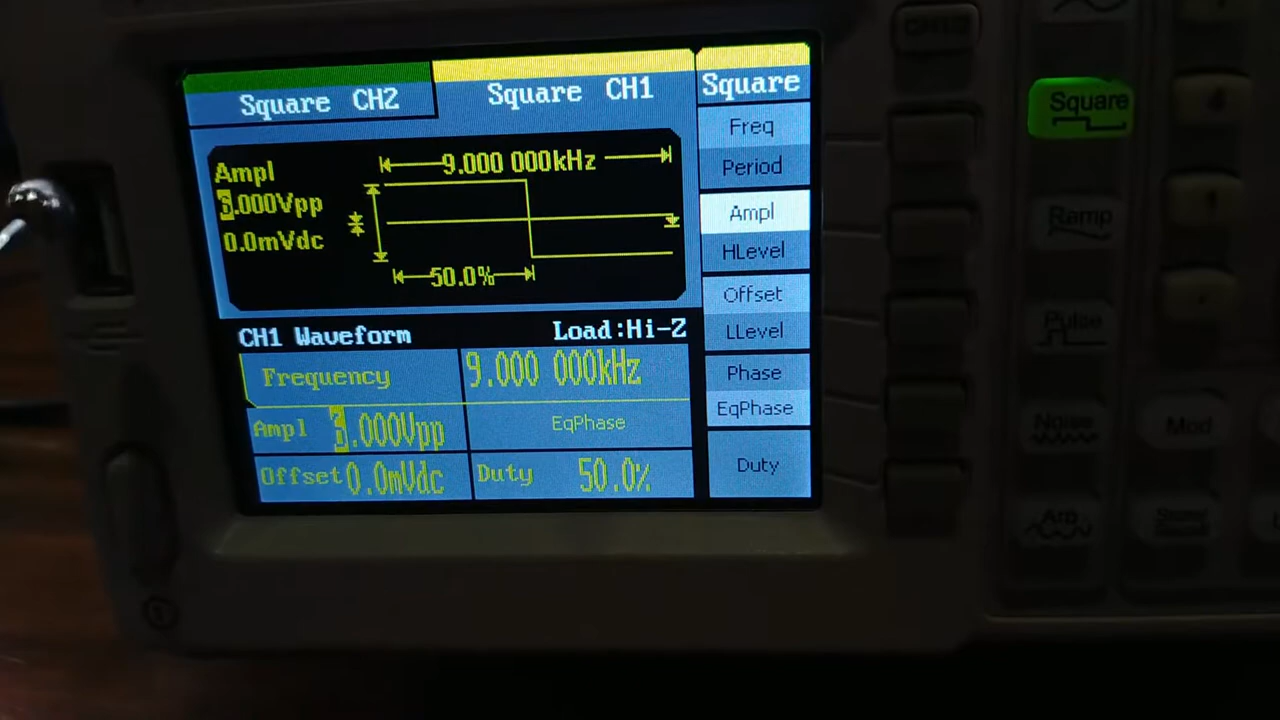 Square CH2
Square CH1
Square
Freq
Period
Ampl
HLevel
Offset
LLevel
Phase
EqPhase
Duty
Ampl
3.000Vpp
0.0mVdc
9.000 000kHz
50.0%
CH1 Waveform
Load:Hi-Z
Frequency
9.000 000kHz
Ampl 3.000Vpp
EqPhase
Offset 0.0mVdc
Duty 50.0%
Square
Ramp
Pulse
Noise
Mod
Arb